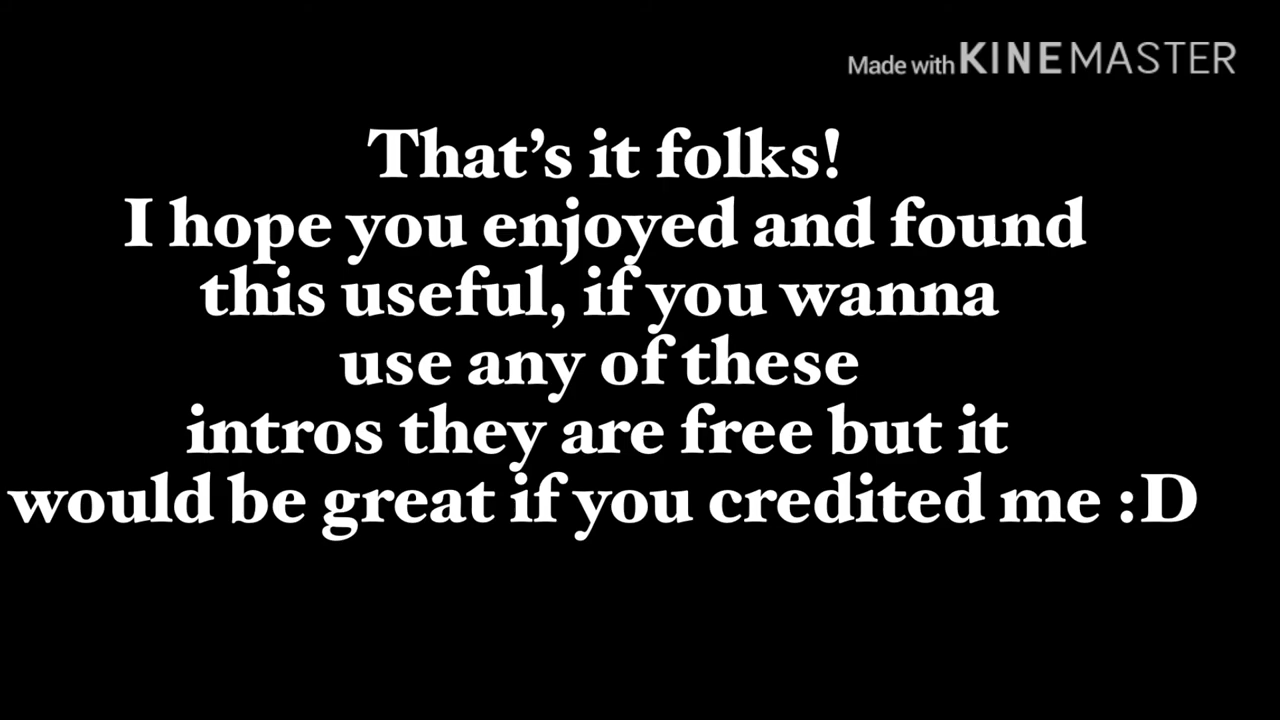 Made with KINEMASTER
That’s it folks!
I hope you enjoyed and found
this useful, if you wanna
use any of these
intros they are free but it
would be great if you credited me :D